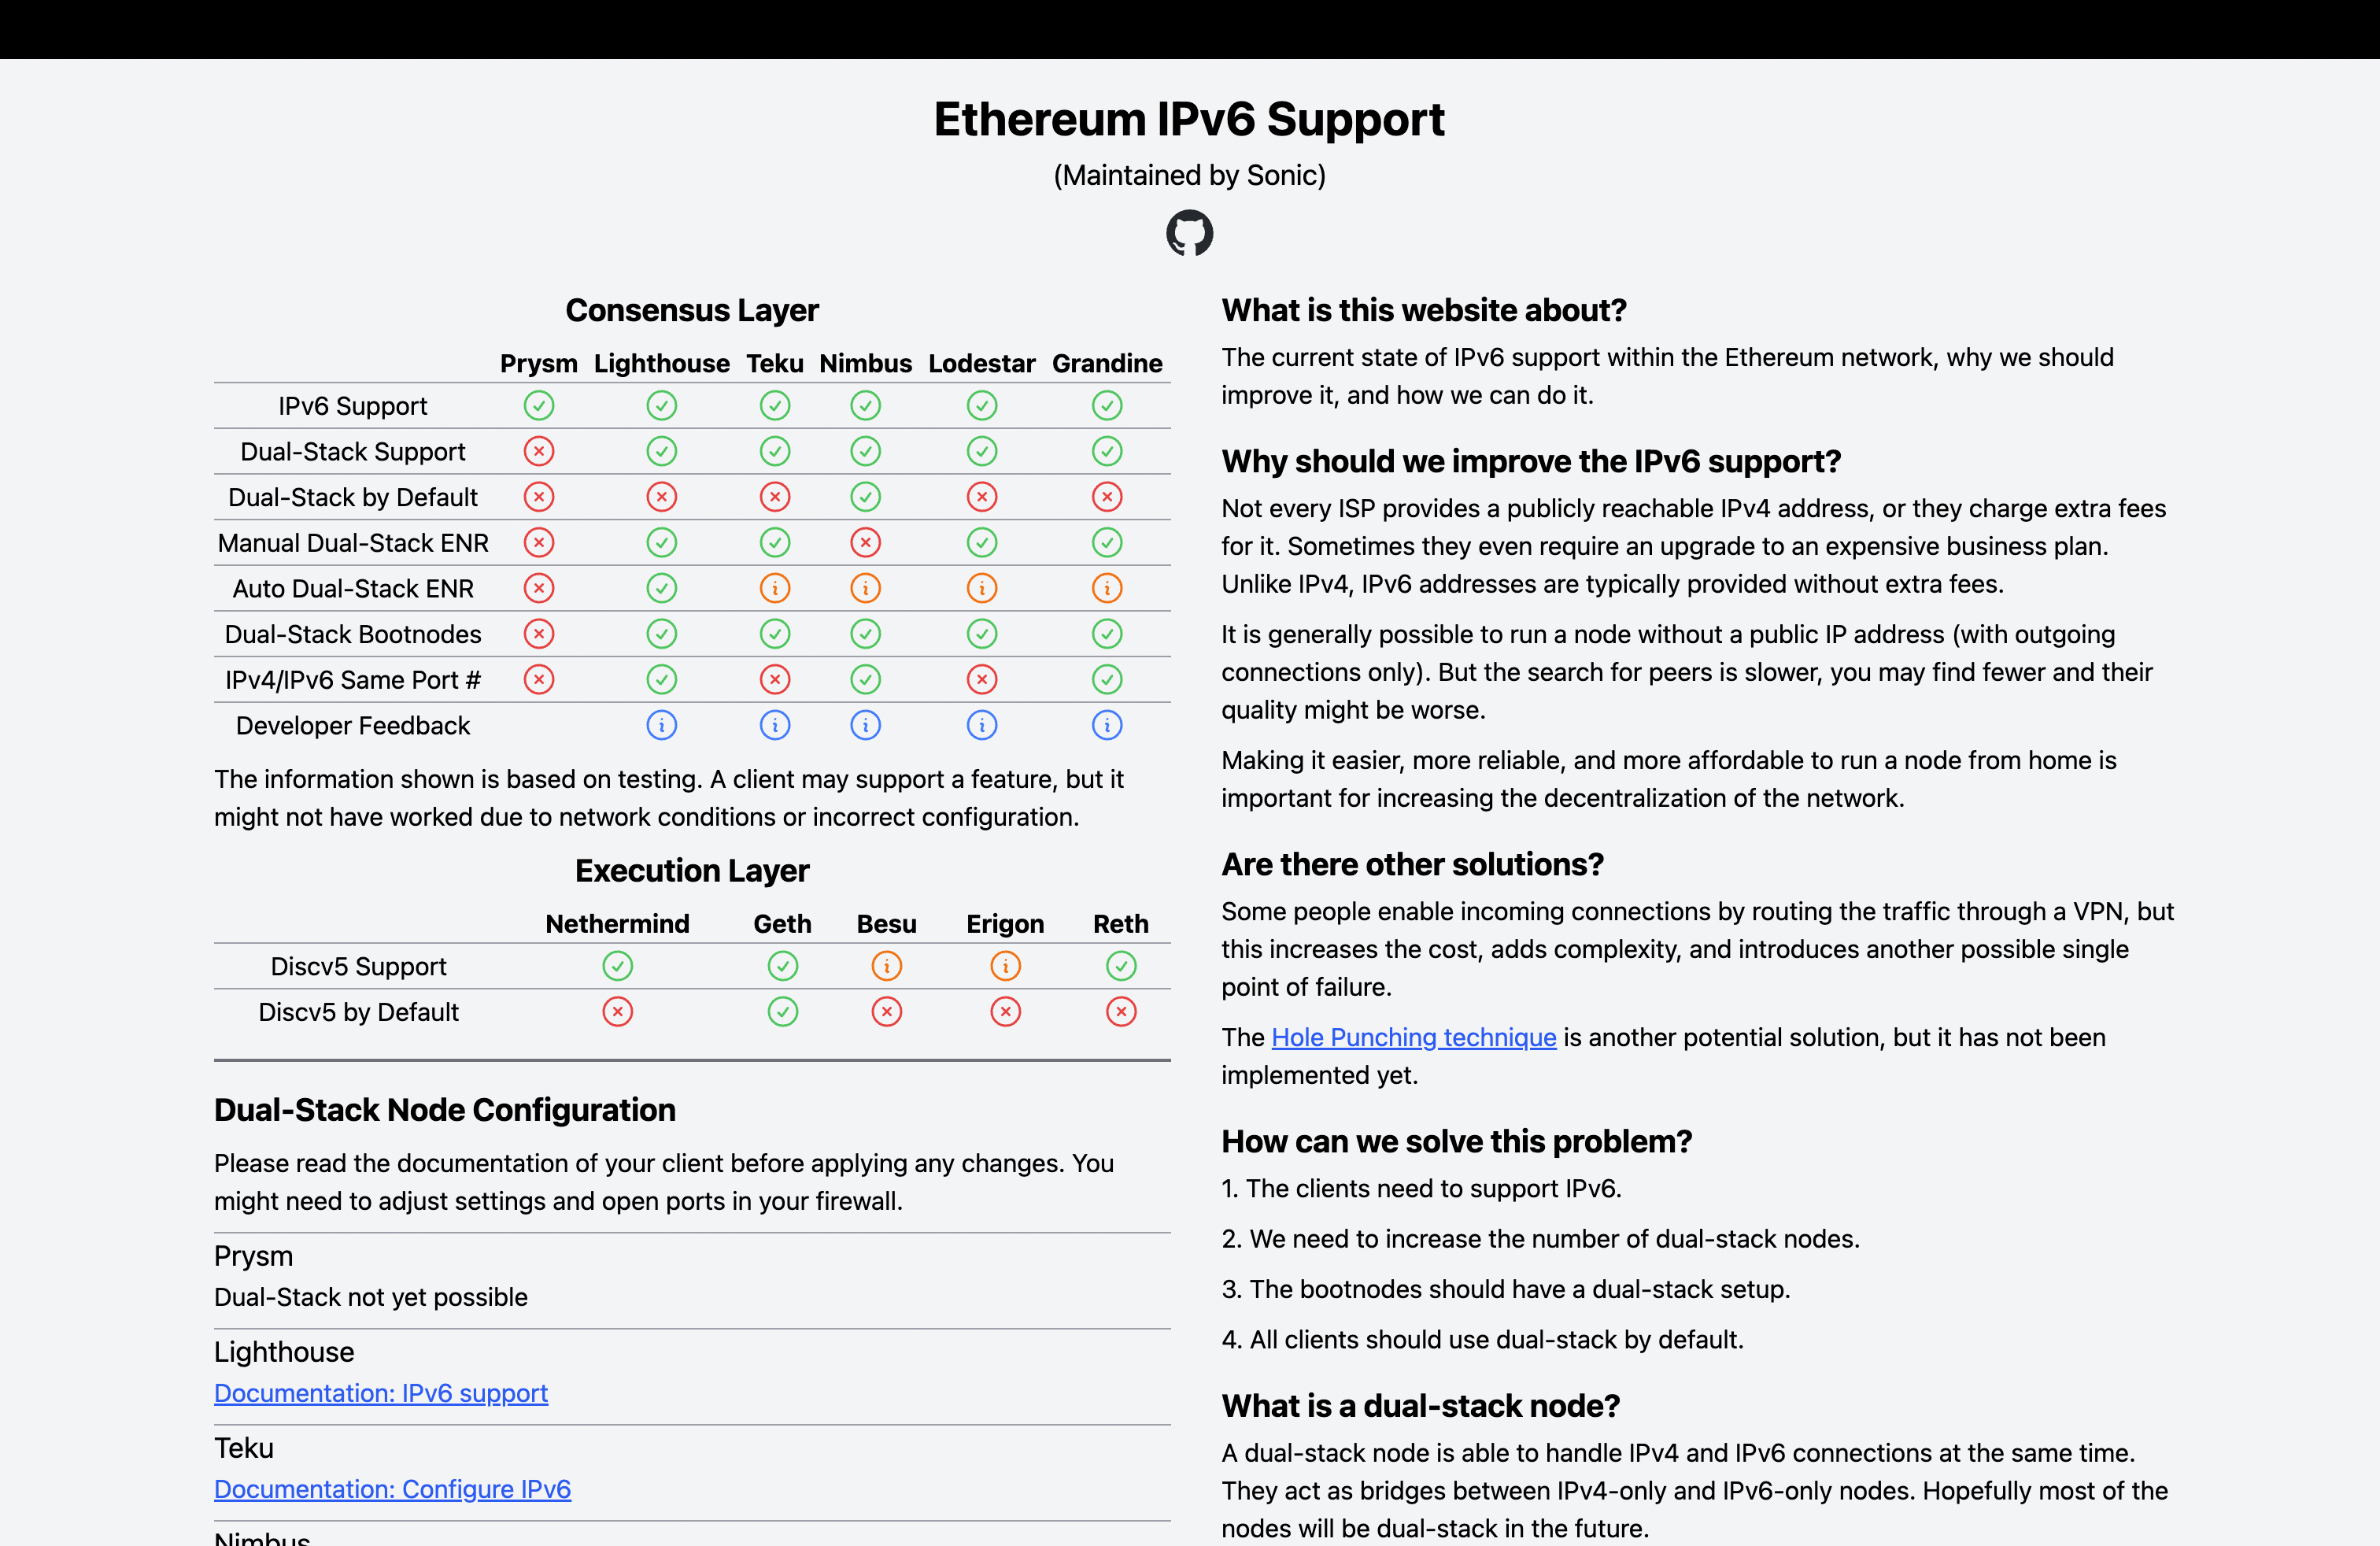 Ethereum IPv6 Support
(Maintained by Sonic)
Consensus Layer
Prysm Lighthouse Teku Nimbus Lodestar Grandine
IPv6 Support
Dual-Stack Support
Dual-Stack by Default
Manual Dual-Stack ENR
Auto Dual-Stack ENR
Dual-Stack Bootnodes
IPv4/IPv6 Same Port #
Developer Feedback
The information shown is based on testing. A client may support a feature, but it
might not have worked due to network conditions or incorrect configuration.
Execution Layer
Nethermind Geth Besu Erigon Reth
Discv5 Support
Discv5 by Default
Dual-Stack Node Configuration
Please read the documentation of your client before applying any changes. You
might need to adjust settings and open ports in your firewall.
Prysm
Dual-Stack not yet possible
Lighthouse
Documentation: IPv6 support
Teku
Documentation: Configure IPv6
Nimbus
What is this website about?
The current state of IPv6 support within the Ethereum network, why we should
improve it, and how we can do it.
Why should we improve the IPv6 support?
Not every ISP provides a publicly reachable IPv4 address, or they charge extra fees
for it. Sometimes they even require an upgrade to an expensive business plan.
Unlike IPv4, IPv6 addresses are typically provided without extra fees.
It is generally possible to run a node without a public IP address (with outgoing
connections only). But the search for peers is slower, you may find fewer and their
quality might be worse.
Making it easier, more reliable, and more affordable to run a node from home is
important for increasing the decentralization of the network.
Are there other solutions?
Some people enable incoming connections by routing the traffic through a VPN, but
this increases the cost, adds complexity, and introduces another possible single
point of failure.
The Hole Punching technique is another potential solution, but it has not been
implemented yet.
How can we solve this problem?
1. The clients need to support IPv6.
2. We need to increase the number of dual-stack nodes.
3. The bootnodes should have a dual-stack setup.
4. All clients should use dual-stack by default.
What is a dual-stack node?
A dual-stack node is able to handle IPv4 and IPv6 connections at the same time.
They act as bridges between IPv4-only and IPv6-only nodes. Hopefully most of the
nodes will be dual-stack in the future.